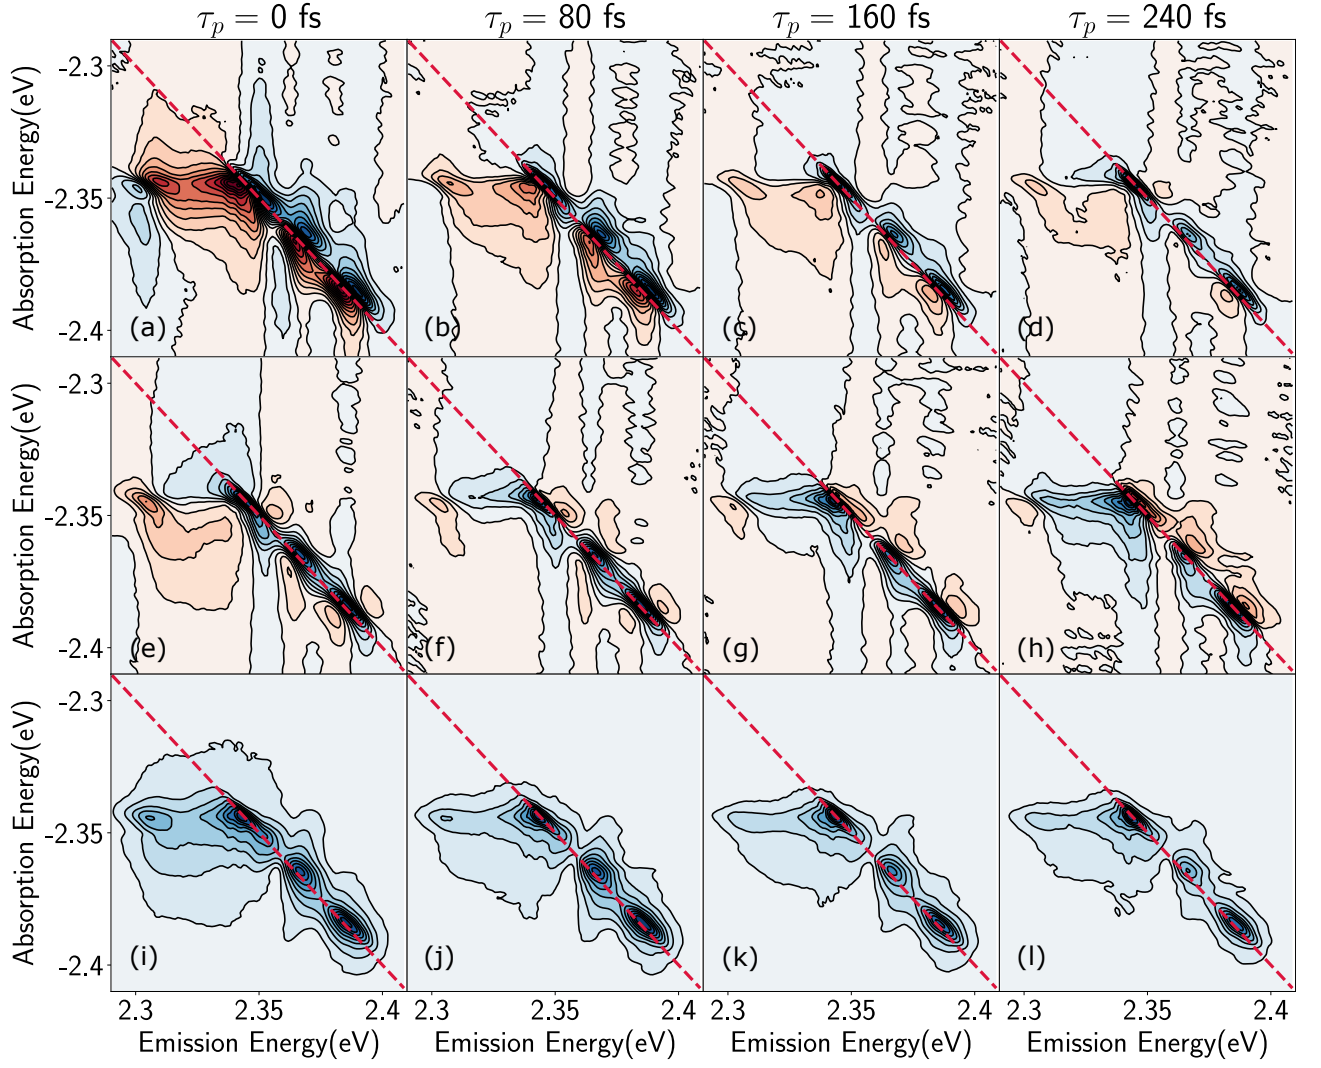 τp = 0 fs τp = 80 fs τp = 160 fs τp = 240 fs
Absorption Energy(eV)
-2.3
-2.35
-2.4
(a) (b) (c) (d)
Absorption Energy(eV)
-2.3
-2.35
-2.4
(e) (f) (g) (h)
Absorption Energy(eV)
-2.3
-2.35
-2.4
(i) (j) (k) (l)
2.3 2.35 2.4 2.3 2.35 2.4 2.3 2.35 2.4 2.3 2.35 2.4
Emission Energy(eV) Emission Energy(eV) Emission Energy(eV) Emission Energy(eV)